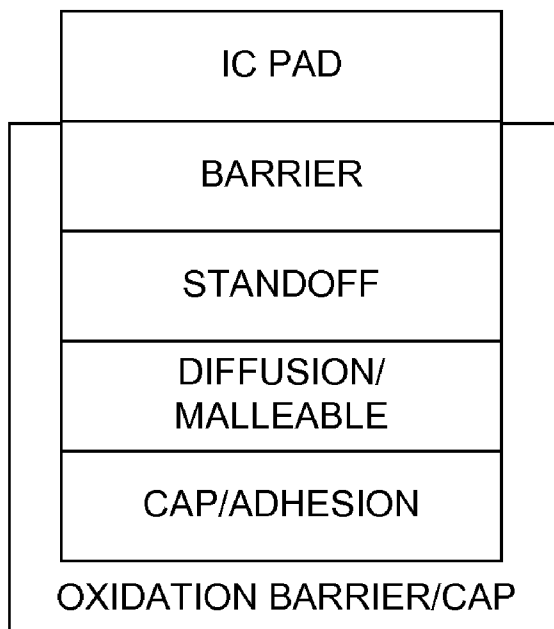 IC PAD
BARRIER
STANDOFF
DIFFUSION/
MALLEABLE
CAP/ADHESION
OXIDATION BARRIER/CAP